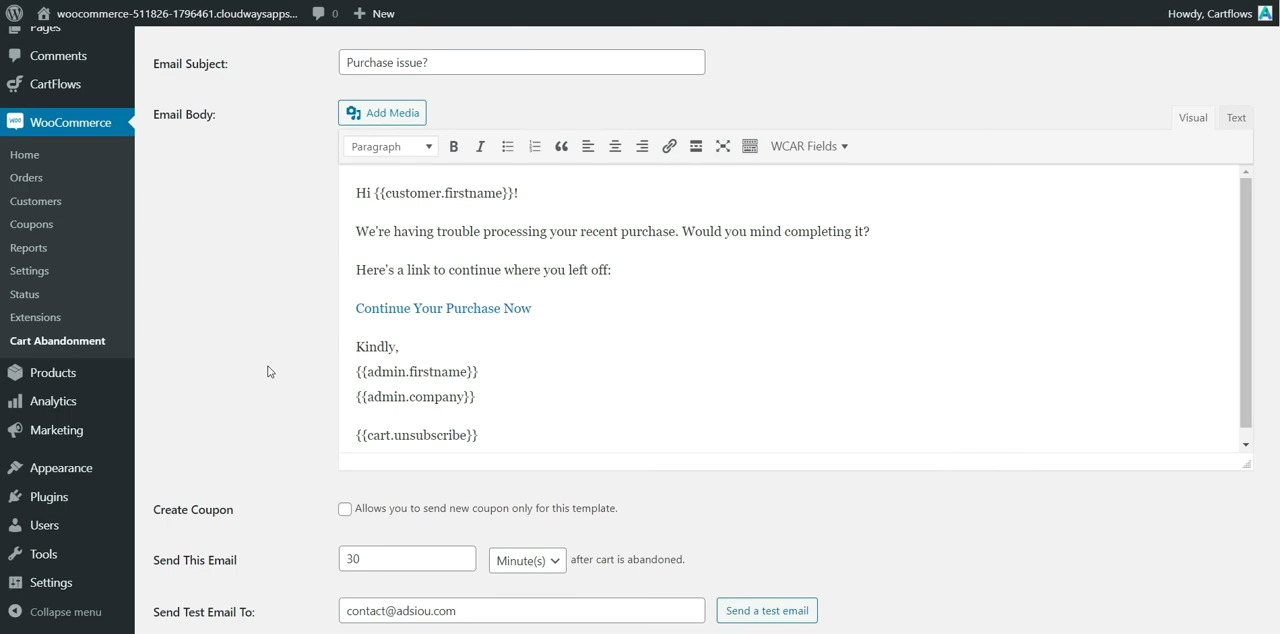 woocommerce-511826-1796461.cloudwaysapps...
0
New
Howdy, Cartflows
Pages
Comments
CartFlows
WooCommerce
Home
Orders
Customers
Coupons
Reports
Settings
Status
Extensions
Cart Abandonment
Products
Analytics
Marketing
Appearance
Plugins
Users
Tools
Settings
Collapse menu
Email Subject:
Purchase issue?
Email Body:
Add Media
Visual
Text
Paragraph
B
I
WCAR Fields
Hi {{customer.firstname}}!
We're having trouble processing your recent purchase. Would you mind completing it?
Here's a link to continue where you left off:
Continue Your Purchase Now
Kindly,
{{admin.firstname}}
{{admin.company}}
{{cart.unsubscribe}}
Create Coupon
Allows you to send new coupon only for this template.
Send This Email
30
Minute(s)
after cart is abandoned.
Send Test Email To:
contact@adsiou.com
Send a test email